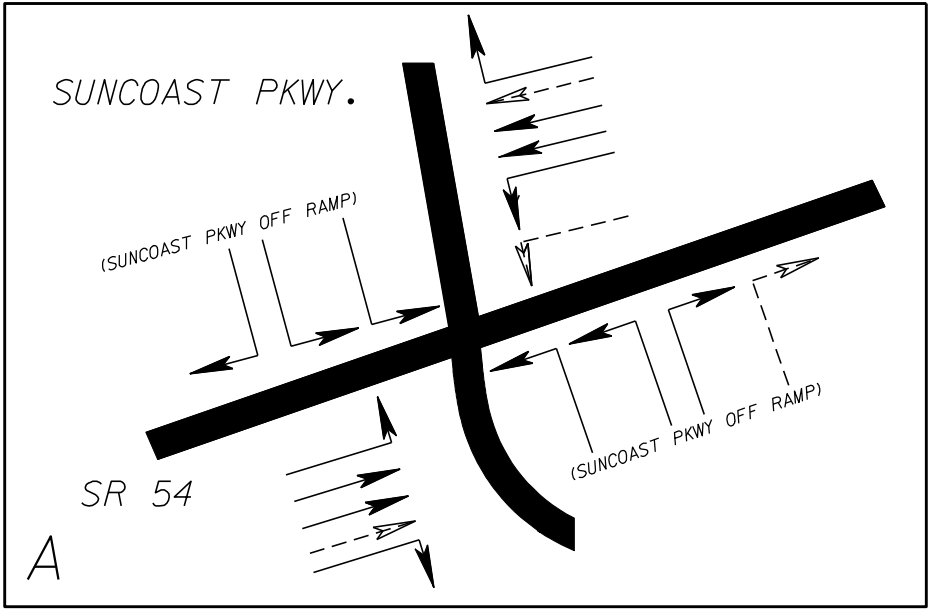 SUNCOAST PKWY.
(SUNCOAST PKWY OFF RAMP)
(SUNCOAST PKWY OFF RAMP)
SR 54
A